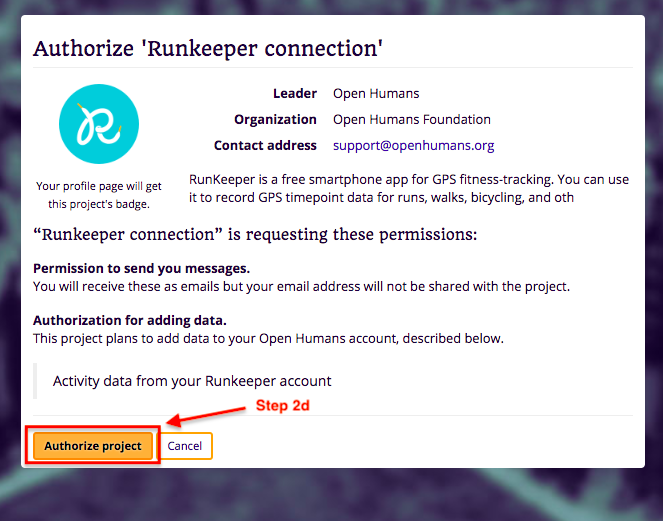 Authorize 'Runkeeper connection'
Leader Open Humans
Organization Open Humans Foundation
Contact address support@openhumans.org
Your profile page will get
this project's badge.
RunKeeper is a free smartphone app for GPS fitness-tracking. You can use
it to record GPS timepoint data for runs, walks, bicycling, and oth
“Runkeeper connection” is requesting these permissions:
Permission to send you messages.
You will receive these as emails but your email address will not be shared with the project.
Authorization for adding data.
This project plans to add data to your Open Humans account, described below.
Activity data from your Runkeeper account
Step 2d
Authorize project Cancel